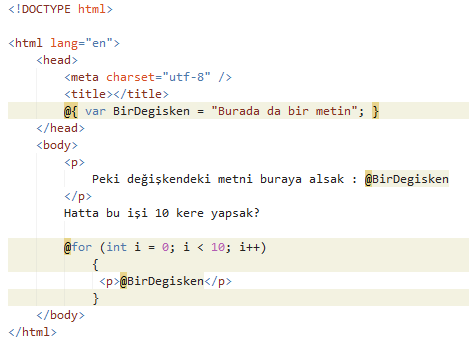 <!DOCTYPE html>
<html lang="en">
<head>
<meta charset="utf-8" />
<title></title>
@{ var BirDegisken = "Burada da bir metin"; }
</head>
<body>
<p>
Peki değişkendeki metni buraya alsak : @BirDegisken
</p>
Hatta bu işi 10 kere yapsak?
@for (int i = 0; i < 10; i++)
{
<p>@BirDegisken</p>
}
</body>
</html>